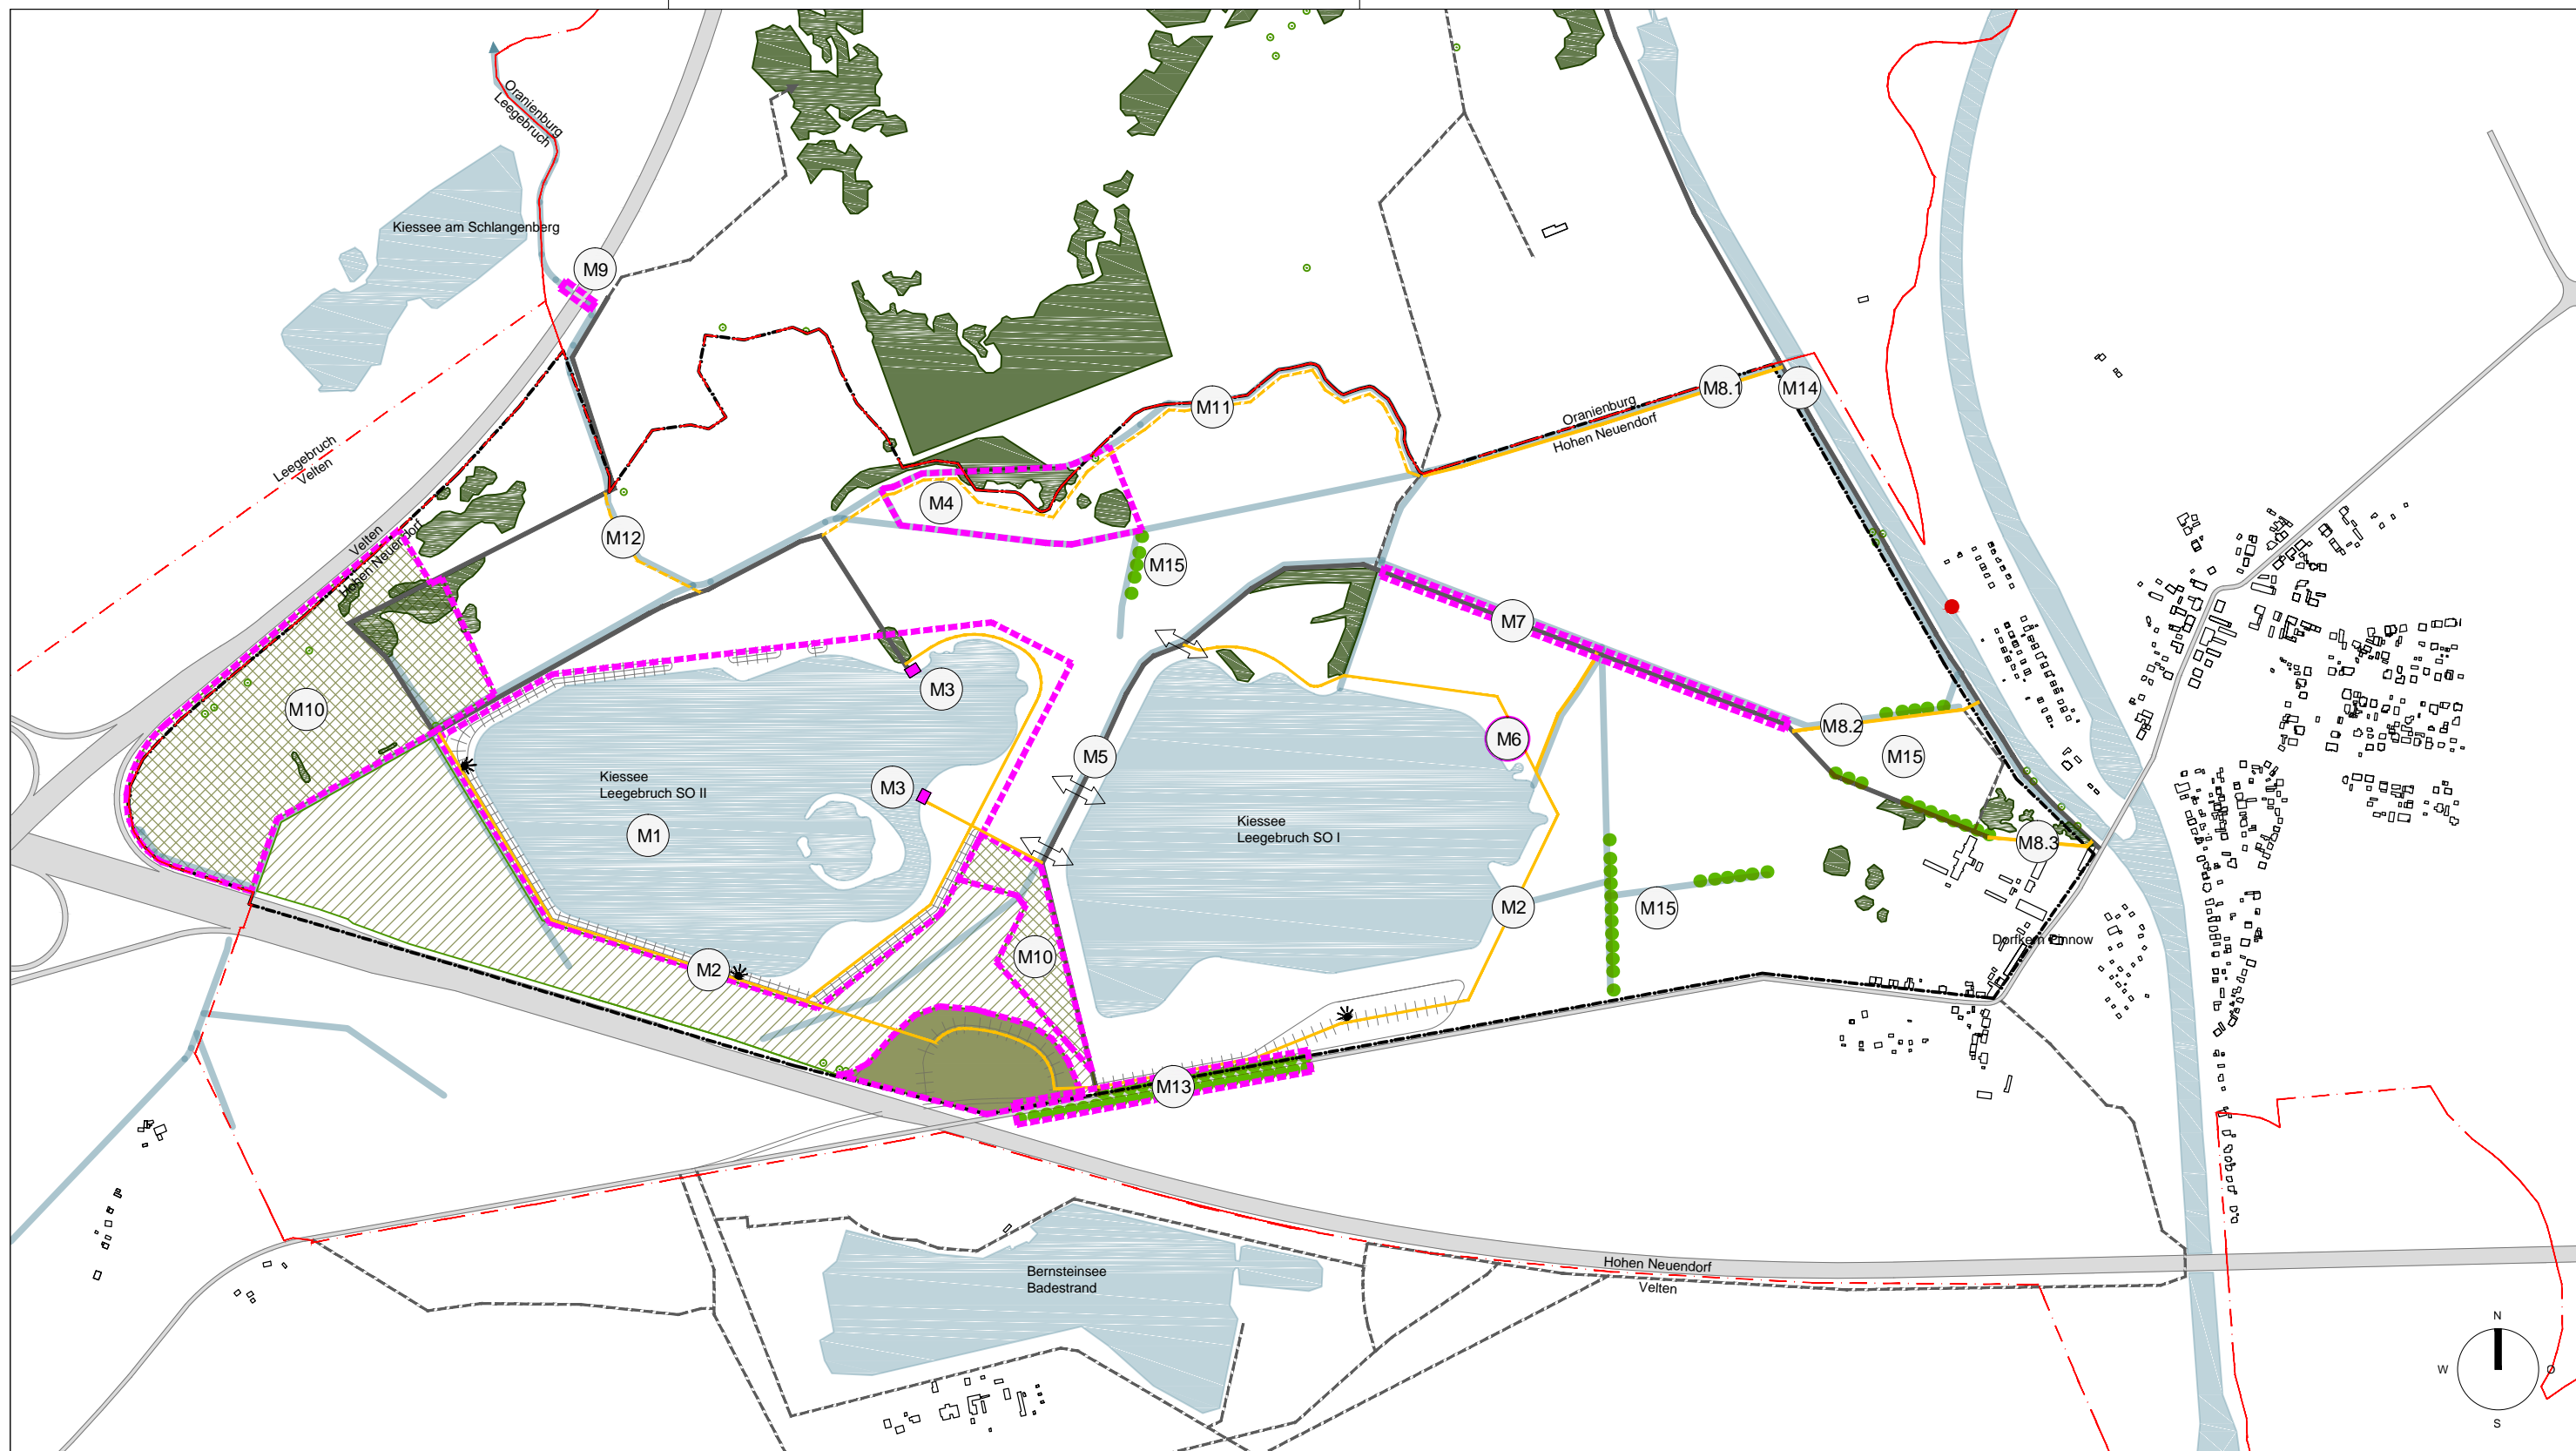 Oranienburg
Leegebruch
Kiessee am Schlangenberg
M9
M14
M8.1
M11
Oranienburg
Hohen Neuendorf
Leegebruch
Velten
M4
Velten
Hohen Neuendorf
M12
M15
M7
M3
M10
M8.2
M6
M5
M15
Kiessee
Leegebruch SO II
M3
M1
Kiessee
Leegebruch SO I
M8.3
M2
M15
Dorfkern Pinnow
M10
M2
M13
Hohen Neuendorf
Velten
Bernsteinsee
Badestrand
N
W
O
S